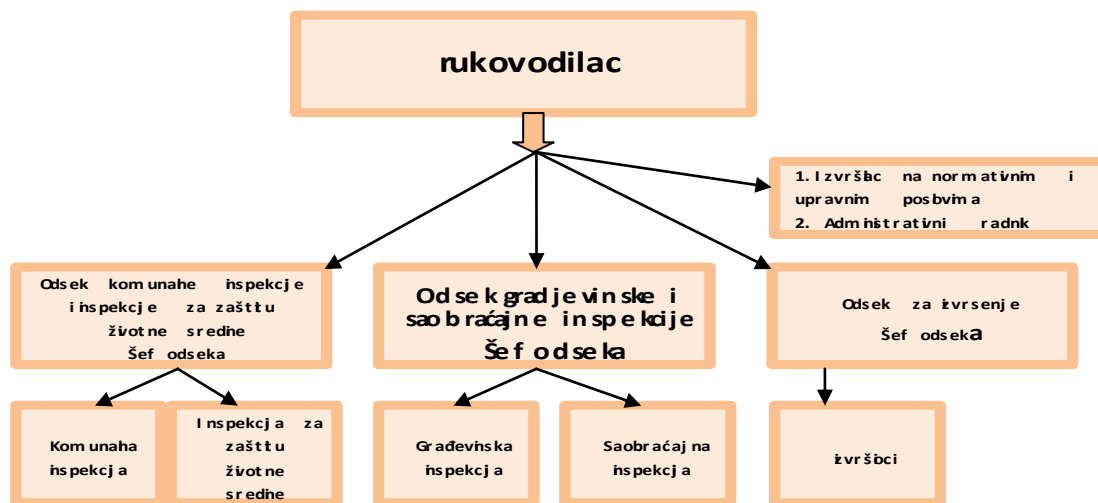 rukovodilac
1. Izvršilac na normativnim i
upravnim poslovima
2. Administrativni radnik
Odsek komunalne inspekcije
i inspekcije za zaštitu
životne sredine
Šef odseka
Odsek gradjevinske i
saobraćajne inspekcije
Šef odseka
Odsek za izvrsenje
Šef odseka
Komunalna
inspekcija
Inspekcija za
zaštitu
životne
sredine
Građevinska
inspekcija
Saobraćajna
inspekcija
izvršioci